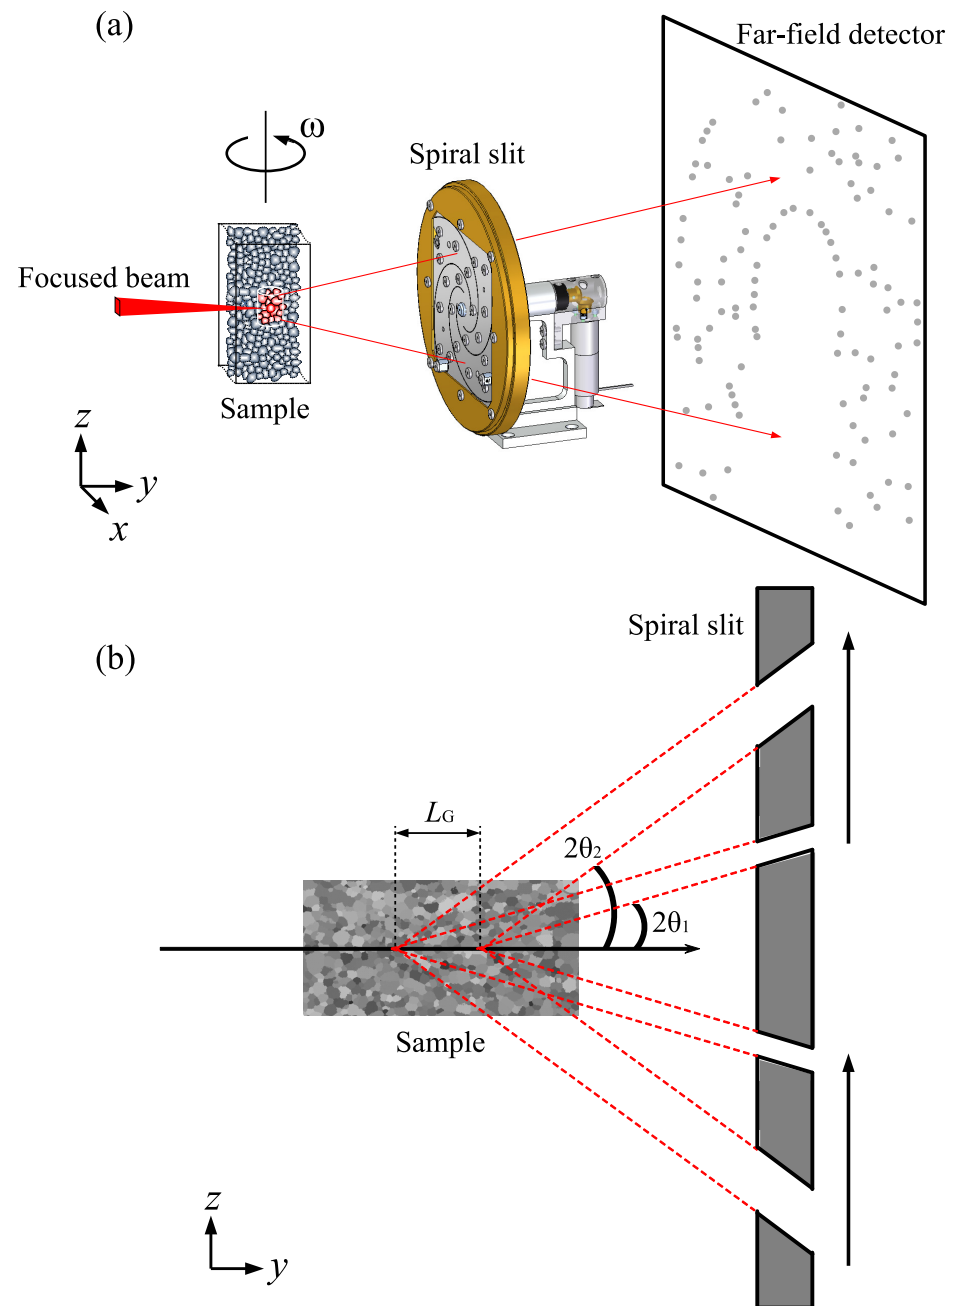 (a)
Far-field detector
ω
Spiral slit
Focused beam
Sample
z
y
x
(b)
Spiral slit
LG
2θ2
2θ1
Sample
z
y